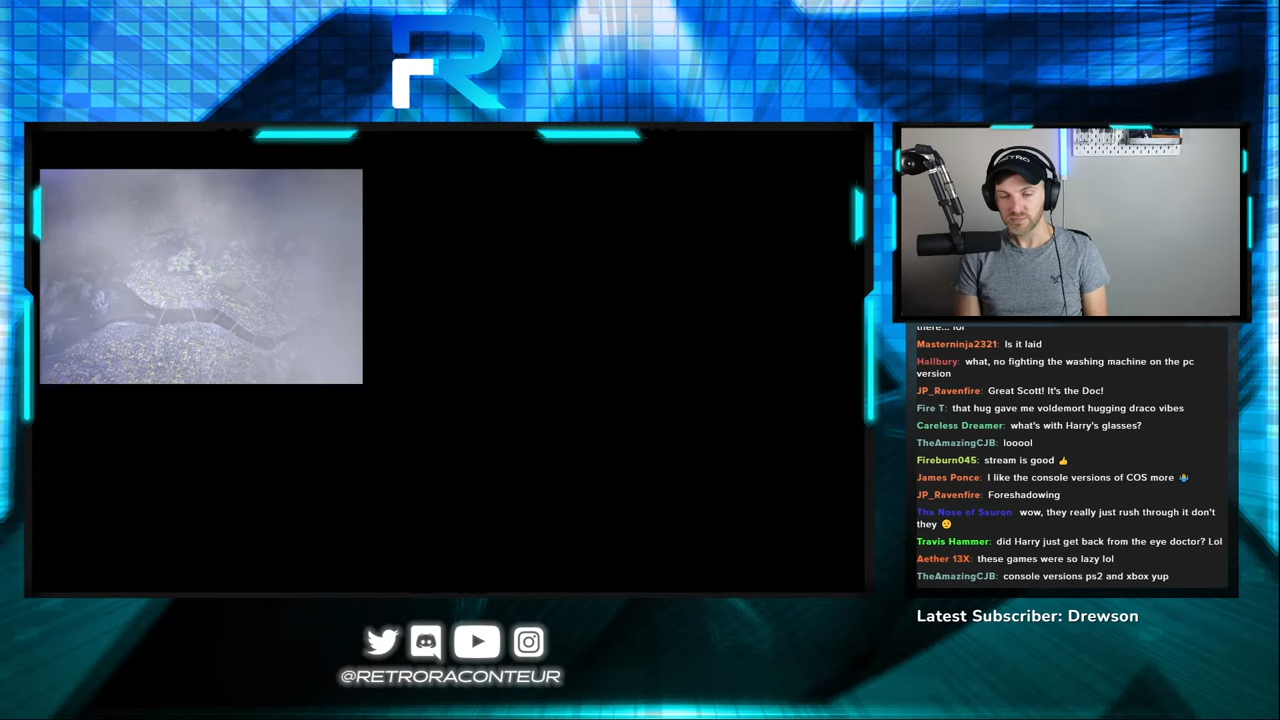 RETRO
there... lol
Masterninja2321: Is it laid
Hallbury: what, no fighting the washing machine on the pc
version
JP_Ravenfire: Great Scott! It's the Doc!
Fire T: that hug gave me voldemort hugging draco vibes
Careless Dreamer: what's with Harry's glasses?
TheAmazingCJB: looool
Fireburn045: stream is good 👍
James Ponce: I like the console versions of COS more 🤷‍♂️
JP_Ravenfire: Foreshadowing
The Nose of Sauron: wow, they really just rush through it don't
they 😉
Travis Hammer: did Harry just get back from the eye doctor? Lol
Aether 13X: these games were so lazy lol
TheAmazingCJB: console versions ps2 and xbox yup
Latest Subscriber: Drewson
@RETRORACONTEUR